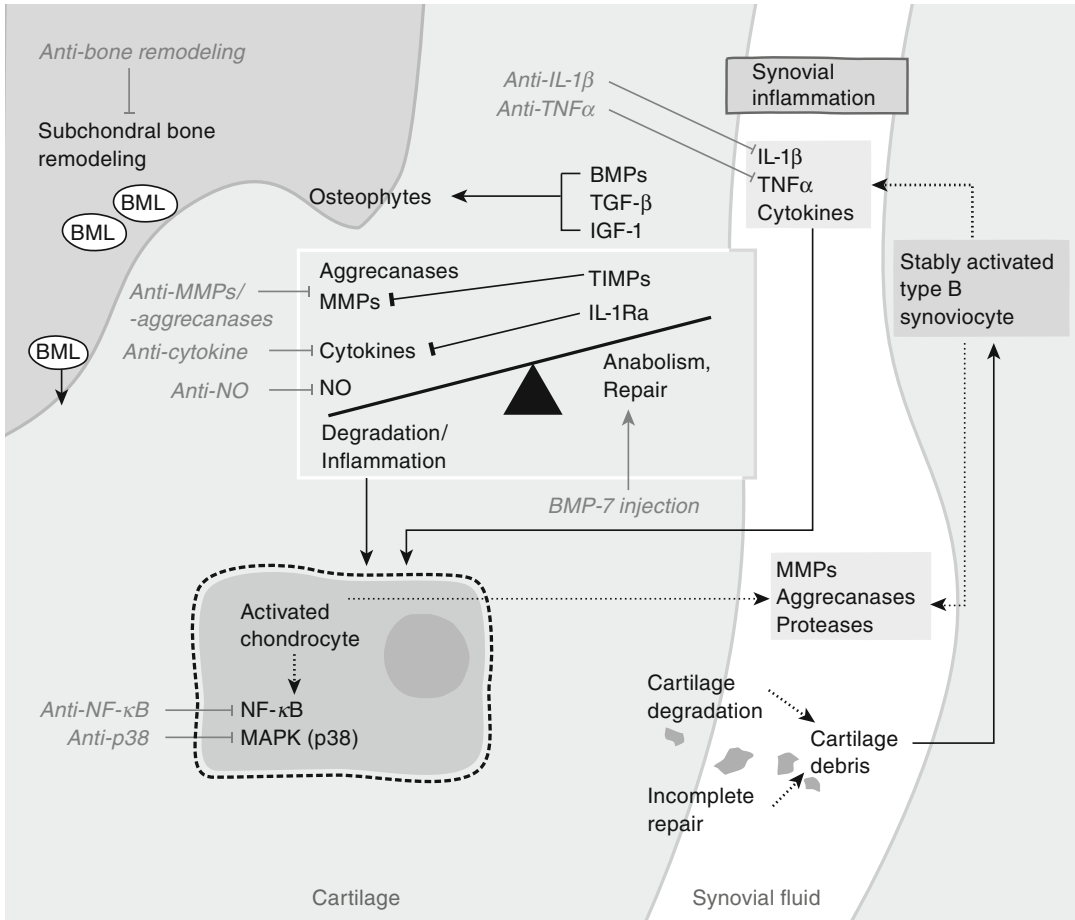 Anti-bone remodeling
Subchondral bone
remodeling
BML
BML
BML
Anti-IL-1β
Anti-TNFα
Synovial
inflammation
IL-1β
TNFα
Cytokines
Osteophytes
BMPs
TGF-β
IGF-1
Stably activated
type B
synoviocyte
Anti-MMPs/
-aggrecanases
Anti-cytokine
Anti-NO
Aggrecanases
MMPs
Cytokines
NO
TIMPs
IL-1Ra
Anabolism,
Repair
Degradation/
Inflammation
BMP-7 injection
Activated
chondrocyte
NF-κB
MAPK (p38)
Anti-NF-κB
Anti-p38
MMPs
Aggrecanases
Proteases
Cartilage
degradation
Cartilage
debris
Incomplete
repair
Cartilage
Synovial fluid